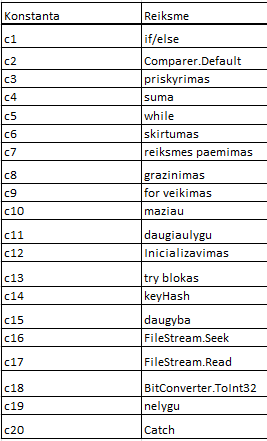 Konstanta Reiksme
c1 if/else
c2 Comparer.Default
c3 priskyrimas
c4 suma
c5 while
c6 skirtumas
c7 reiksmes paemimas
c8 grazinimas
c9 for veikimas
c10 maziau
c11 daugiaulygu
c12 Inicializavimas
c13 try blokas
c14 keyHash
c15 daugyba
c16 FileStream.Seek
c17 FileStream.Read
c18 BitConverter.ToInt32
c19 nelygu
c20 Catch